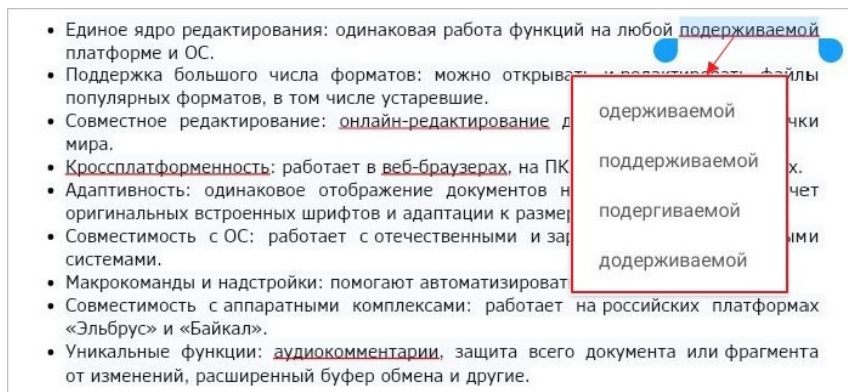 • Единое ядро редактирования: одинаковая работа функций на любой подерживаемой
платформе и ОС.
• Поддержка большого числа форматов: можно открывать и редактировать файлы
популярных форматов, в том числе устаревшие.
• Совместное редактирование: онлайн-редактирование д
чки
мира.
• Кроссплатформенность: работает в веб-браузерах, на ПК
х.
• Адаптивность: одинаковое отображение документов н
чет
оригинальных встроенных шрифтов и адаптации к разме
• Совместимость с ОС: работает с отечественными и за
ыми
системами.
• Макрокоманды и надстройки: помогают автоматизироват
• Совместимость с аппаратными комплексами: работает на российских платформах
«Эльбрус» и «Байкал».
• Уникальные функции: аудиокомментарии, защита всего документа или фрагмента
от изменений, расширенный буфер обмена и другие.
одерживаемой
поддерживаемой
подергиваемой
додерживаемой